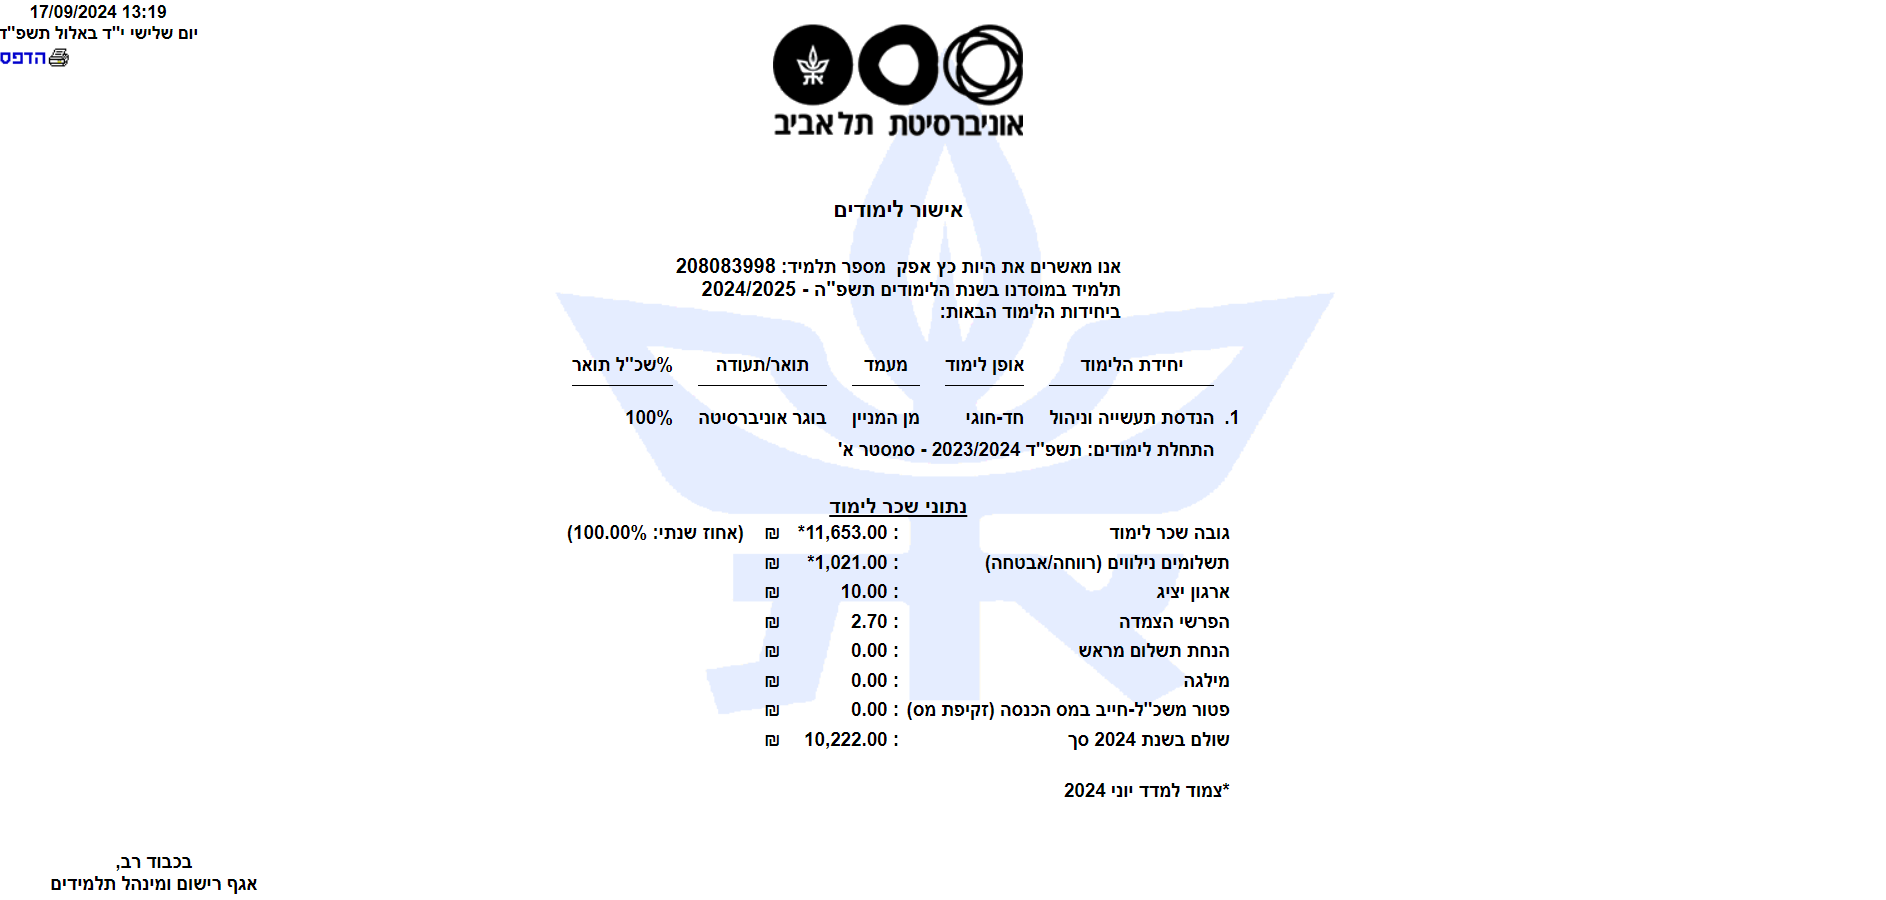 17/09/2024 13:19
יום שלישי י"ד באלול תשפ"ד
הדפס
אוניברסיטת תל אביב
אישור לימודים
אנו מאשרים את היות כץ אפק מספר תלמיד: 208083998
תלמיד במוסדנו בשנת הלימודים תשפ"ה - 2024/2025
ביחידות הלימוד הבאות:
יחידת הלימוד אופן לימוד מעמד תואר/תעודה %שכ"ל תואר
1. הנדסת תעשייה וניהול חד-חוגי מן המניין בוגר אוניברסיטה 100%
התחלת לימודים: תשפ"ד 2023/2024 - סמסטר א'
נתוני שכר לימוד
גובה שכר לימוד : 11,653.00* ₪ (אחוז שנתי: 100.00%)
תשלומים נילווים (רווחה/אבטחה) : 1,021.00* ₪
ארגון יציג : 10.00 ₪
הפרשי הצמדה : 2.70 ₪
הנחת תשלום מראש : 0.00 ₪
מילגה : 0.00 ₪
פטור משכ"ל-חייב במס הכנסה (זקיפת מס) : 0.00 ₪
שולם בשנת 2024 סך : 10,222.00 ₪
*צמוד למדד יוני 2024
בכבוד רב,
אגף רישום ומינהל תלמידים